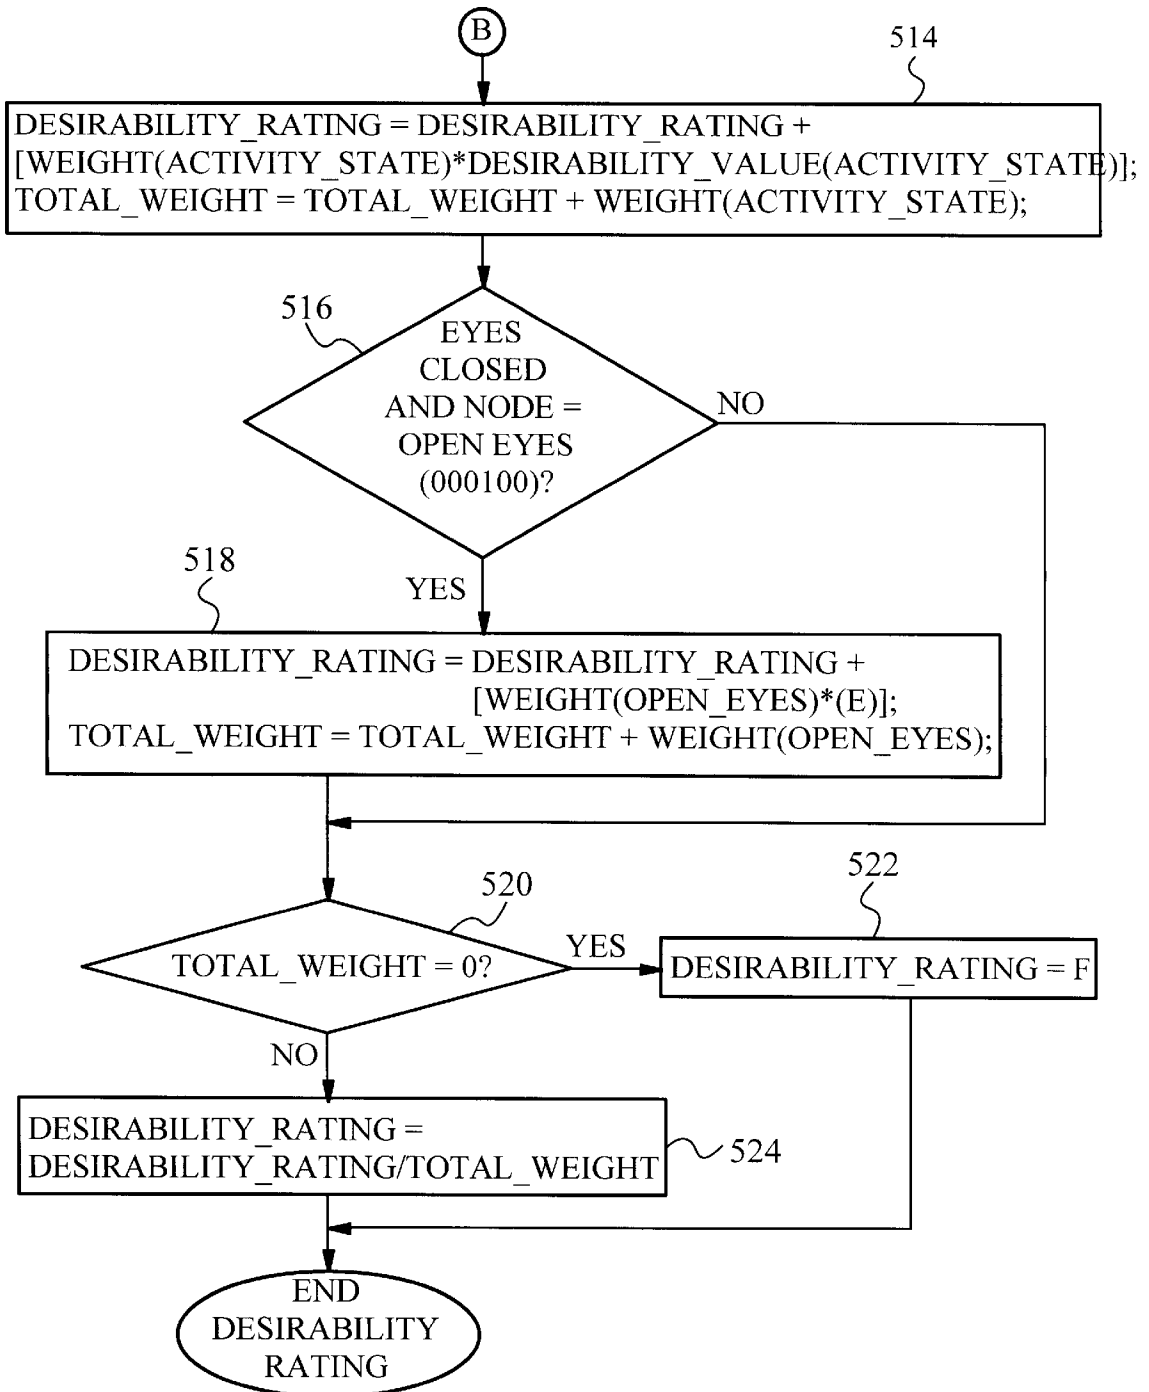 B
514
DESIRABILITY_RATING = DESIRABILITY_RATING +
[WEIGHT(ACTIVITY_STATE)*DESIRABILITY_VALUE(ACTIVITY_STATE)];
TOTAL_WEIGHT = TOTAL_WEIGHT + WEIGHT(ACTIVITY_STATE);
516
EYES
CLOSED
AND NODE =
OPEN EYES
(000100)?
NO
YES
518
DESIRABILITY_RATING = DESIRABILITY_RATING +
[WEIGHT(OPEN_EYES)*(E)];
TOTAL_WEIGHT = TOTAL_WEIGHT + WEIGHT(OPEN_EYES);
520
TOTAL_WEIGHT = 0?
YES
522
DESIRABILITY_RATING = F
NO
DESIRABILITY_RATING =
DESIRABILITY_RATING/TOTAL_WEIGHT
524
END
DESIRABILITY
RATING